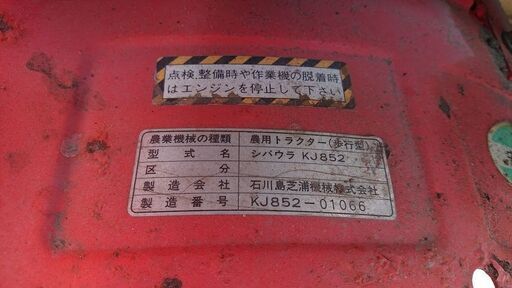 点検、整備時や作業機の脱着時
はエンジンを停止して下さい
農業機械の種類 農用トラクター(歩行型)
型式名 シバウラ KJ852
区分
製造会社 石川島芝浦機械株式会社
製造番号 KJ852-01066